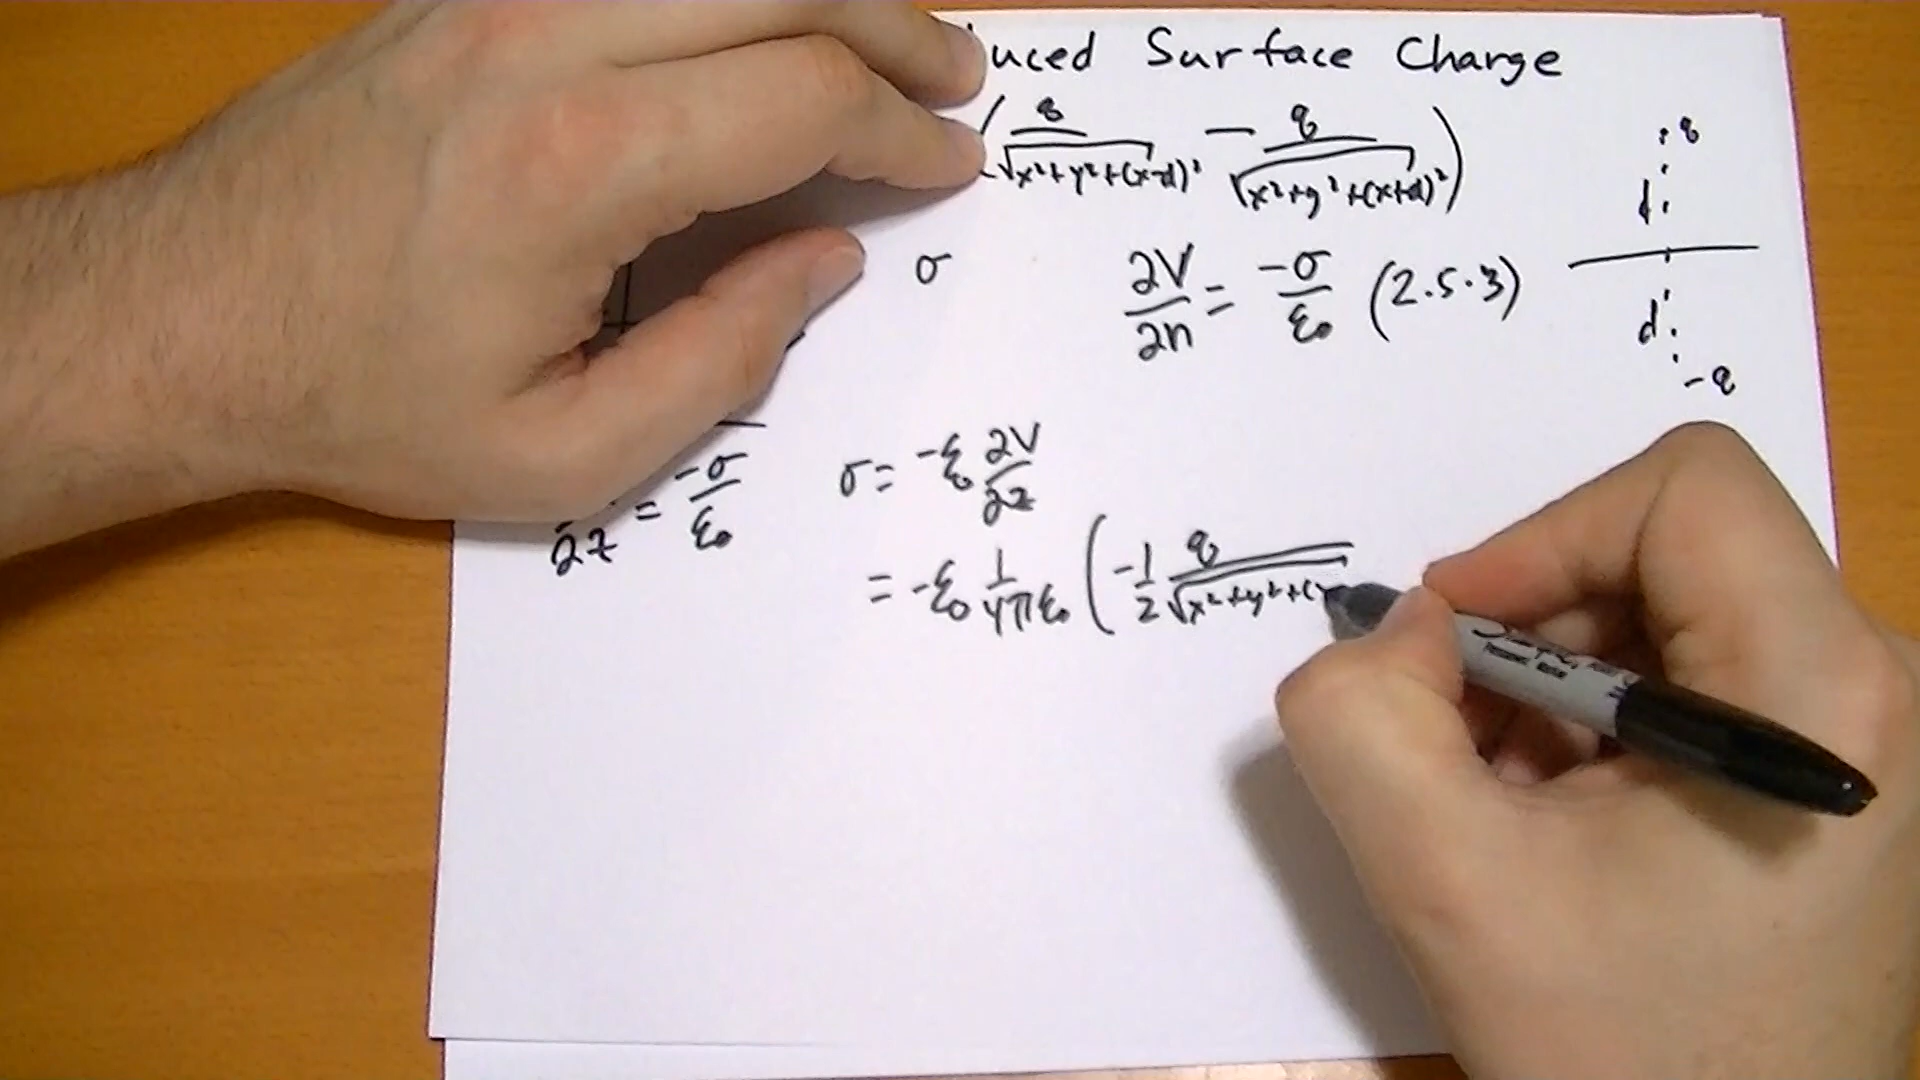 uced Surface Charge
( q / √x²+y²+(x-d)² - q / √x²+y²+(x+d)² )
q
d
σ
∂V/∂n = -σ/ε₀ (2.5.3)
d
-q
∂z = -σ/ε₀
σ = -ε ∂V/∂z
= -ε₀ 1/4πε₀ ( -1/2 q / √x²+y²+(